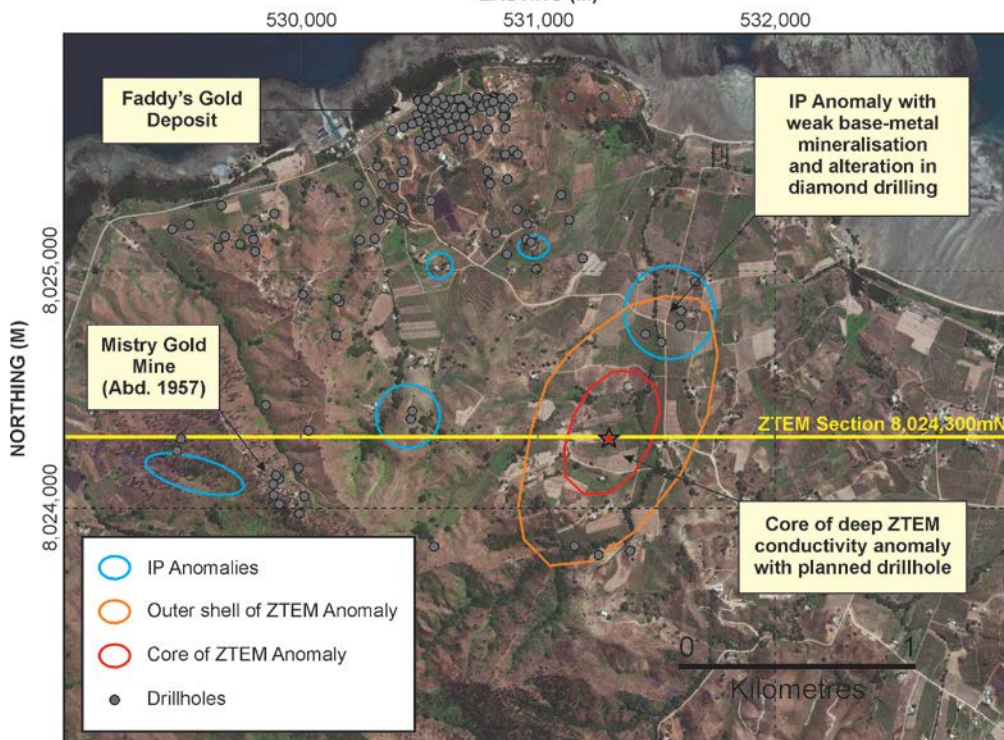 EASTING (M)
530,000
531,000
532,000
Faddy's Gold
Deposit
IP Anomaly with
weak base-metal
mineralisation
and alteration in
diamond drilling
8,025,000
NORTHING (M)
Mistry Gold
Mine
(Abd. 1957)
ZTEM Section 8,024,300mN
8,024,000
Core of deep ZTEM
conductivity anomaly
with planned drillhole
IP Anomalies
Outer shell of ZTEM Anomaly
Core of ZTEM Anomaly
Drillholes
0 1
Kilometres